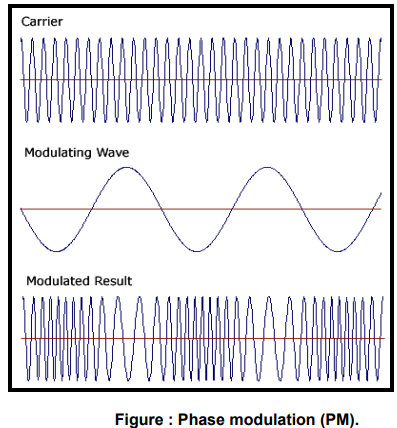 Carrier
Modulating Wave
Modulated Result
Figure : Phase modulation (PM).